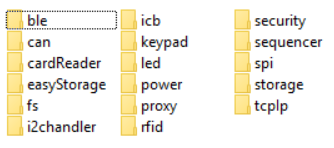 ble
can
cardReader
easyStorage
fs
i2chandler
icb
keypad
led
power
proxy
rfid
security
sequencer
spi
storage
tcplp